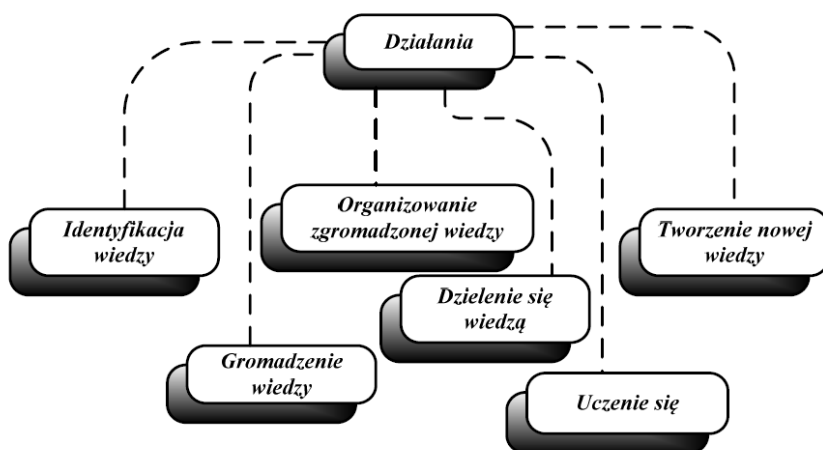 Działania
Identyfikacja
wiedzy
Organizowanie
zgromadzonej wiedzy
Tworzenie nowej
wiedzy
Dzielenie się
wiedzą
Gromadzenie
wiedzy
Uczenie się